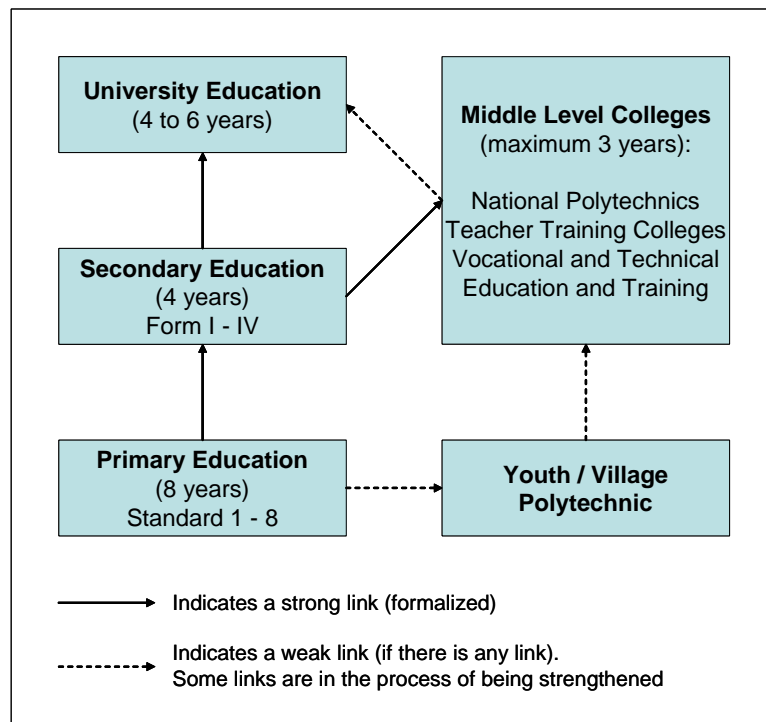 University Education
(4 to 6 years)
Middle Level Colleges
(maximum 3 years):
National Polytechnics
Teacher Training Colleges
Vocational and Technical
Education and Training
Secondary Education
(4 years)
Form I - IV
Primary Education
(8 years)
Standard 1 - 8
Youth / Village
Polytechnic
Indicates a strong link (formalized)
Indicates a weak link (if there is any link).
Some links are in the process of being strengthened